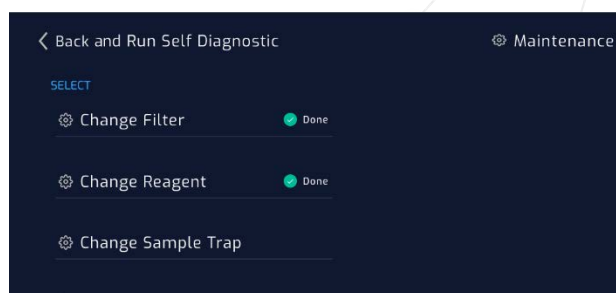 Back and Run Self Diagnostic
Maintenance
SELECT
Change Filter
Done
Change Reagent
Done
Change Sample Trap